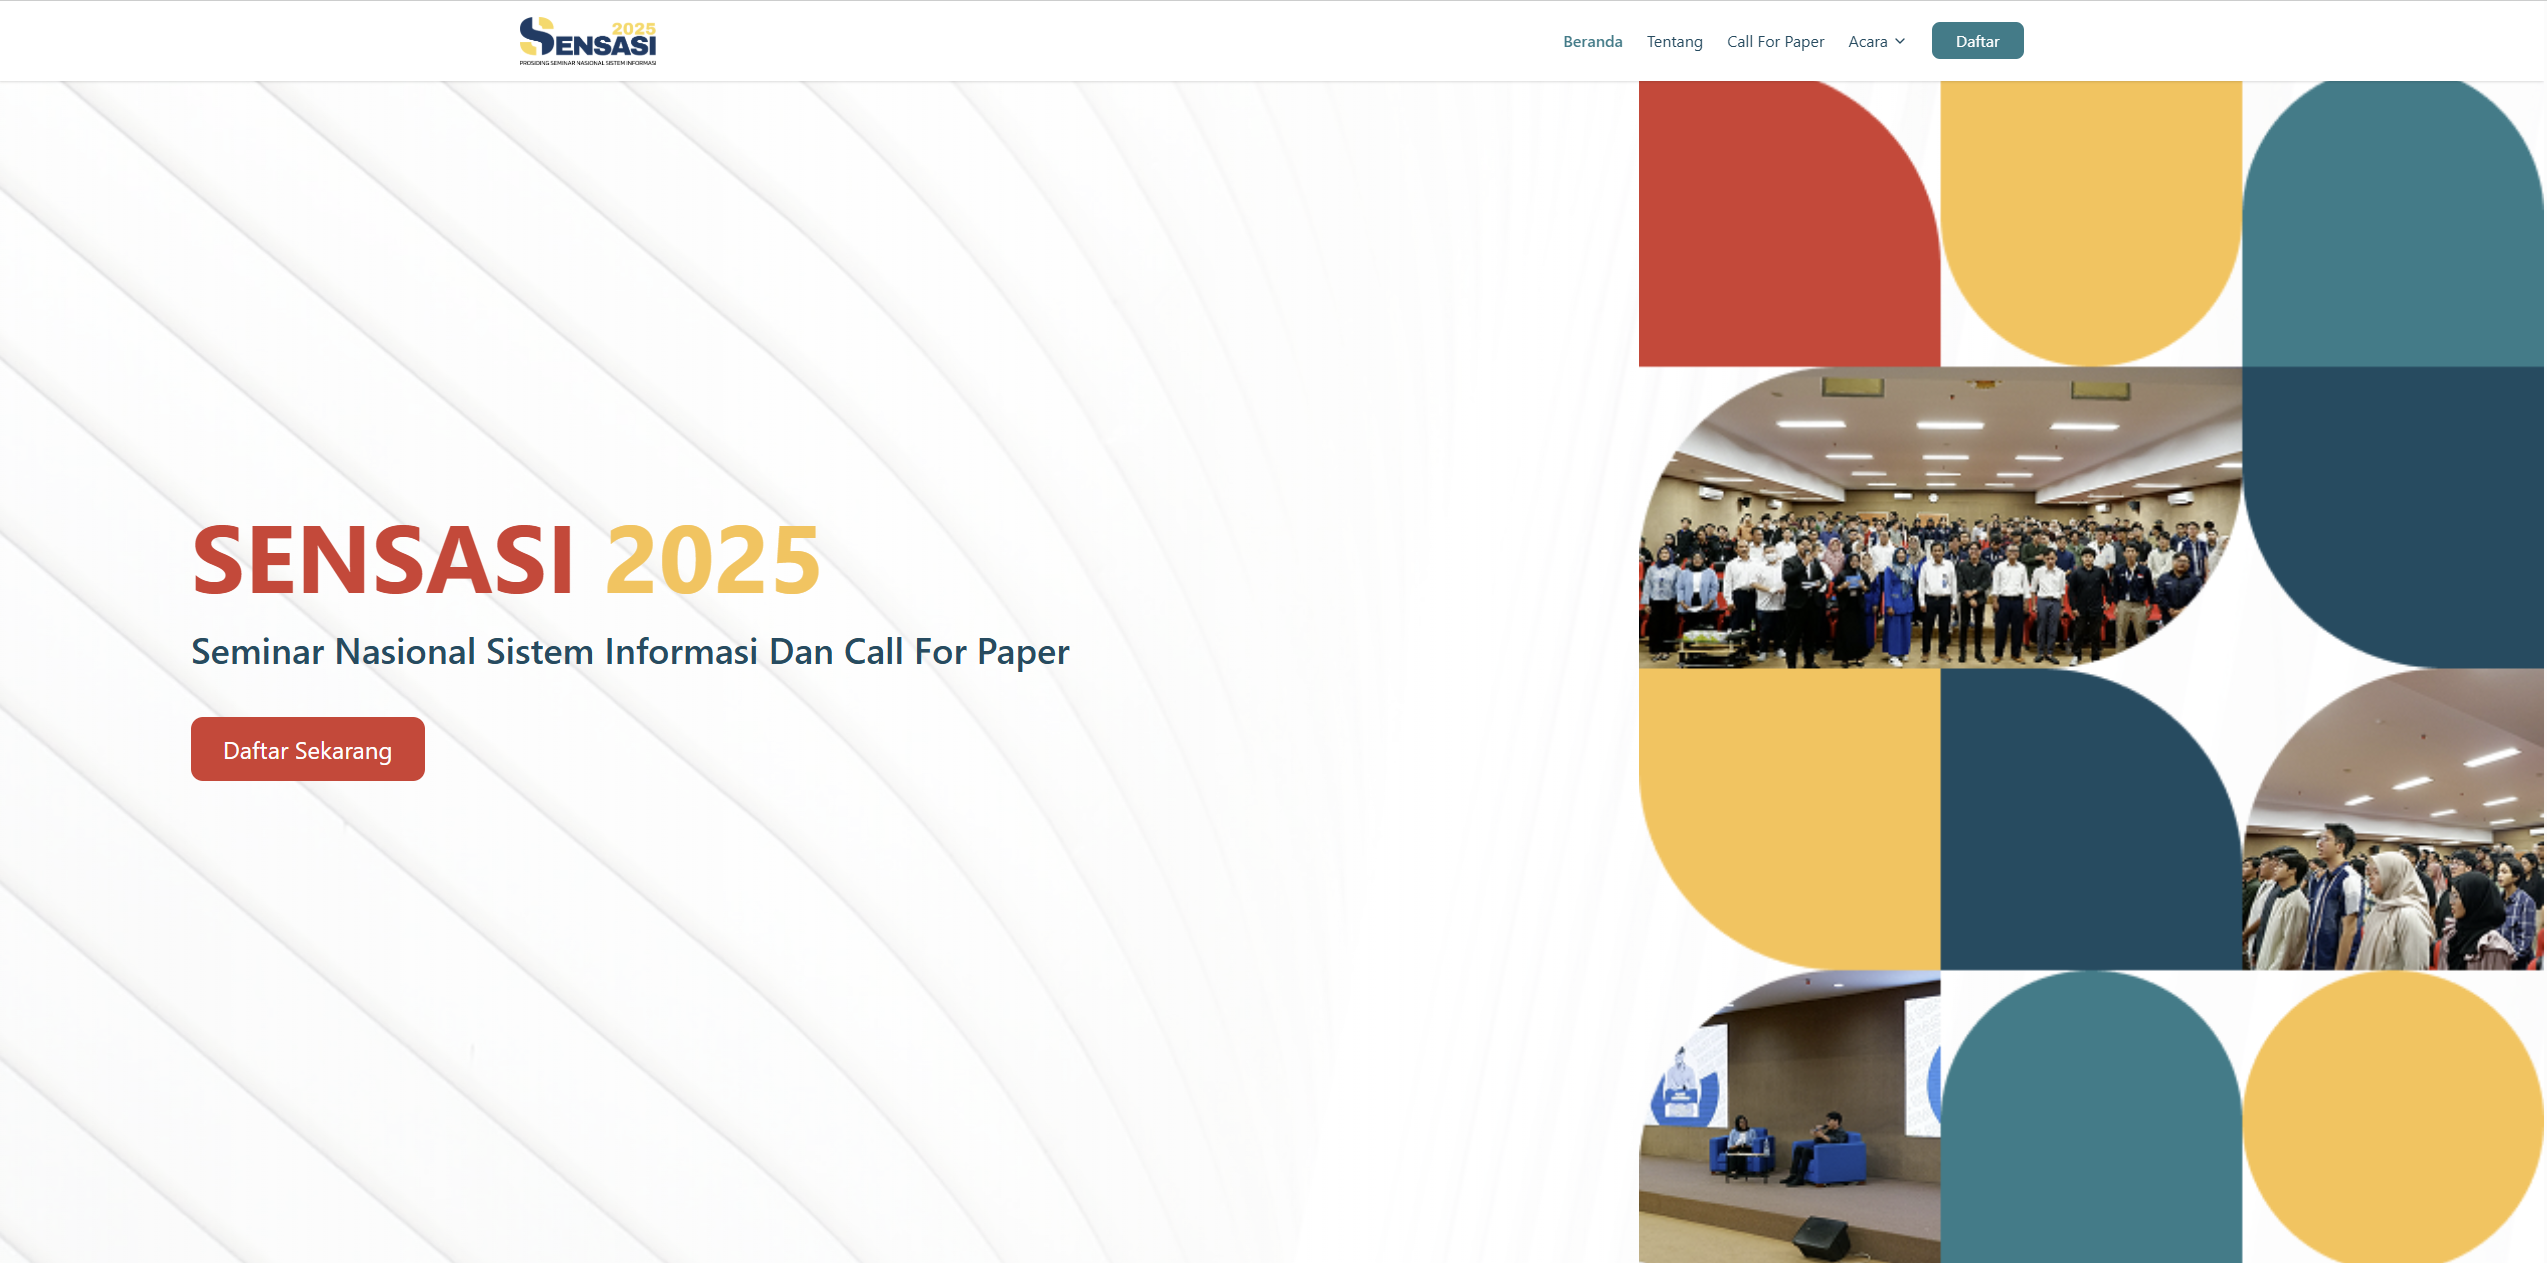 2025
SENSASI
PROSIDING SEMINAR NASIONAL SISTEM INFORMASI
Beranda
Tentang
Call For Paper
Acara
Daftar
SENSASI 2025
Seminar Nasional Sistem Informasi Dan Call For Paper
Daftar Sekarang